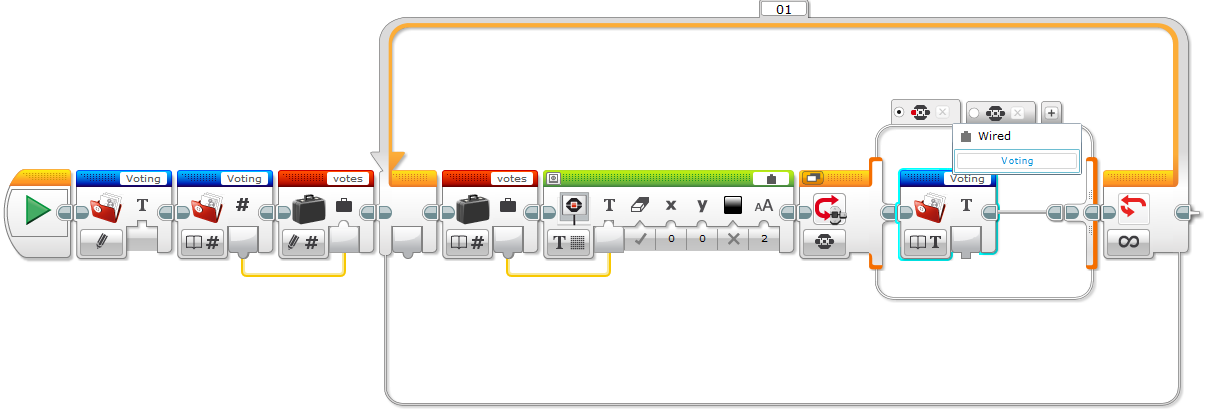 01
Wired
Voting
Voting
Voting
votes
votes
Voting
T
#
T
x
y
AA
T
#
#
#
T
0
0
2
T
∞